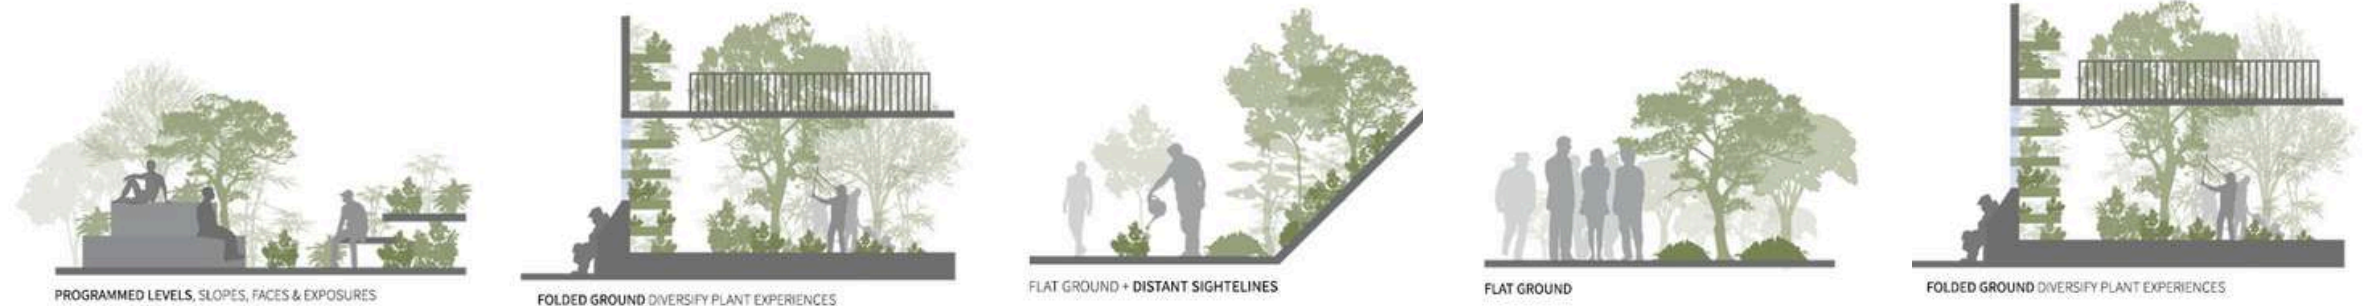 PROGRAMMED LEVELS, SLOPES, FACES & EXPOSURES
FOLDED GROUND DIVERSIFY PLANT EXPERIENCES
FLAT GROUND + DISTANT SIGHTLINES
FLAT GROUND
FOLDED GROUND DIVERSIFY PLANT EXPERIENCES